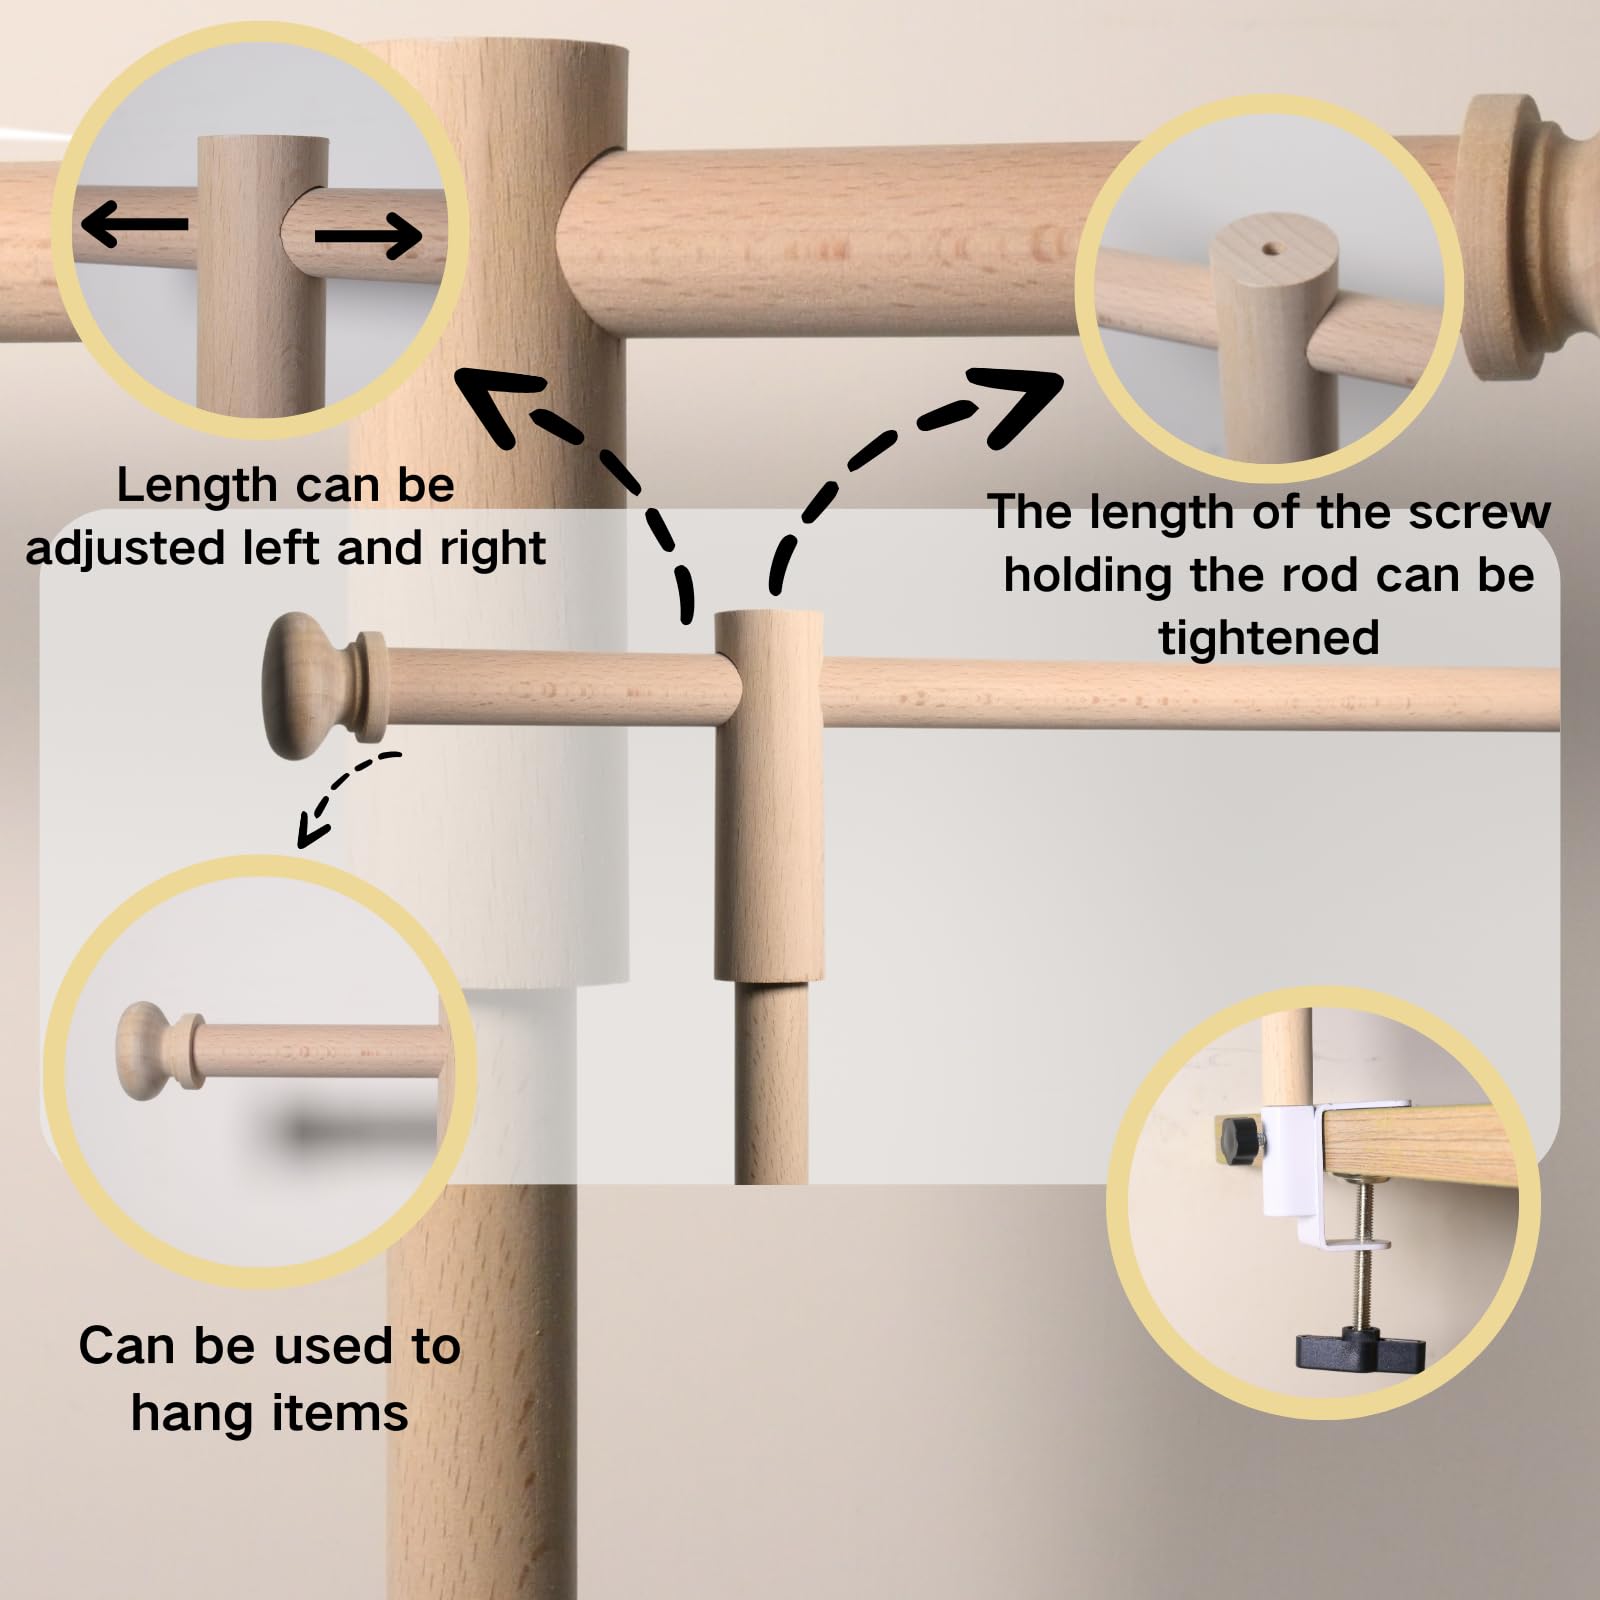 Length can be
adjusted left and right
The length of the screw
holding the rod can be
tightened
Can be used to
hang items